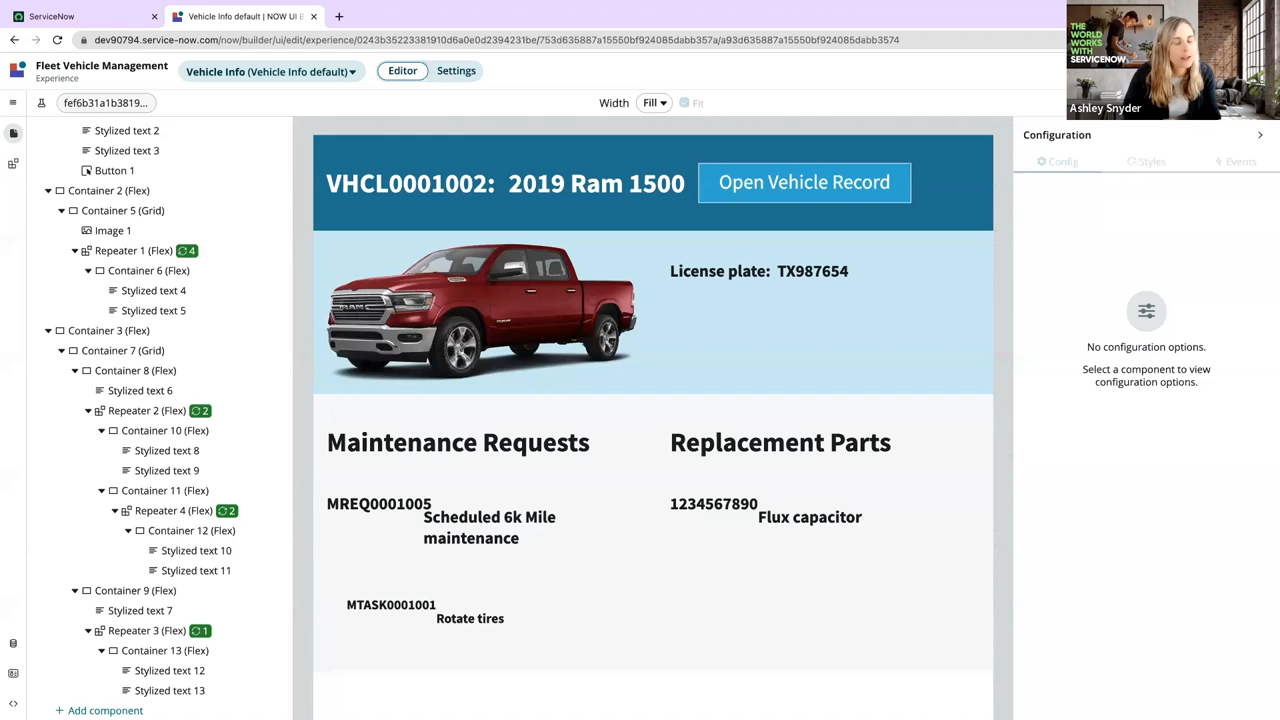 ServiceNow
Vehicle Info default | NOW UI B
dev90794.service-now.com/now/builder/ui/edit/experience/024b3522331f1110d6a0e0d2394231be/753d635887a15550bf924085dabb357a/a93d635887a15550bf924085dabb3574
THE
WORLD
WORKS
WITH
SERVICENOW
Ashley Snyder
Fleet Vehicle Management
Experience
Vehicle Info (Vehicle Info default)
Editor
Settings
fef6b31a1b3819...
Width
Fill
Fit
Stylized text 2
Stylized text 3
Button 1
Container 2 (Flex)
Container 5 (Grid)
Image 1
Repeater 1 (Flex) 4
Container 6 (Flex)
Stylized text 4
Stylized text 5
Container 3 (Flex)
Container 7 (Grid)
Container 8 (Flex)
Stylized text 6
Repeater 2 (Flex) 2
Container 10 (Flex)
Stylized text 8
Stylized text 9
Container 11 (Flex)
Repeater 4 (Flex) 2
Container 12 (Flex)
Stylized text 10
Stylized text 11
Container 9 (Flex)
Stylized text 7
Repeater 3 (Flex) 1
Container 13 (Flex)
Stylized text 12
Stylized text 13
+ Add component
VHCL0001002: 2019 Ram 1500
Open Vehicle Record
License plate: TX987654
RAM
Maintenance Requests
MREQ0001005
Scheduled 6k Mile
maintenance
MTASK0001001
Rotate tires
Replacement Parts
1234567890
Flux capacitor
Configuration
Config
Styles
Events
No configuration options.
Select a component to view
configuration options.